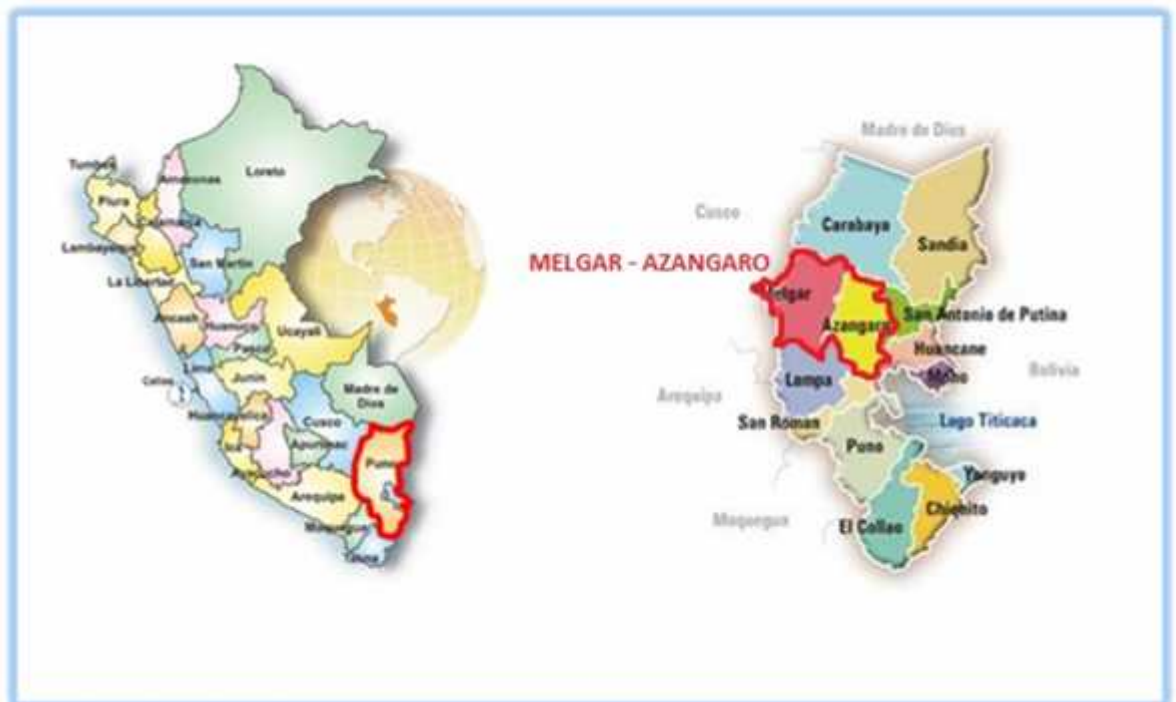 Tumbes
Piura
Lambayeque
La Libertad
Amazonas
Cajamarca
San Martin
Loreto
Ancash
Huanuco
Ucayali
Pasco
Lima
Callao
Junin
Madre de
Dios
Huancavelica
Cusco
Ica
Apurimac
Ayacucho
Puno
Arequipa
Moquegua
Tacna
MELGAR - AZANGARO
Madre de Dios
Cusco
Carabaya
Sandia
Melgar
Azangaro
San Antonio de Putina
Huancane
Moho
Bolivia
Lampa
Arequipa
San Roman
Lago Titicaca
Puno
Yunguyo
Moquegua
El Collao
Chichito